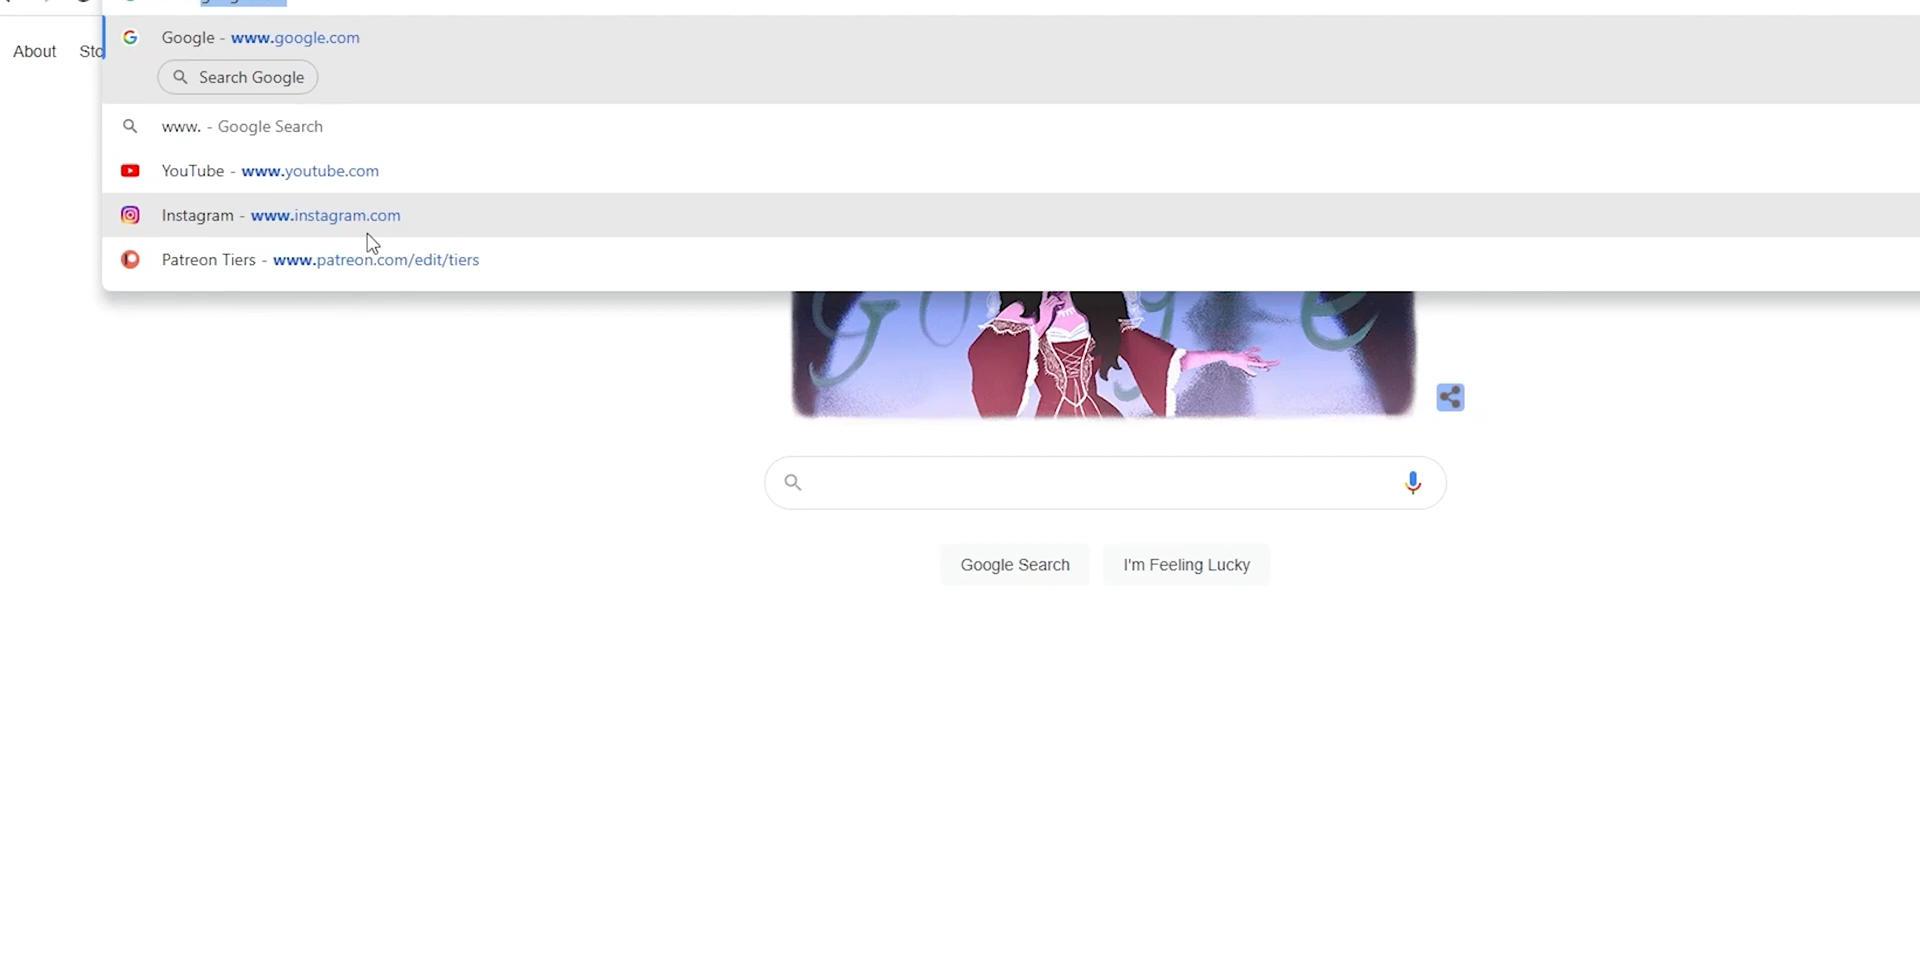 Google - www.google.com
About
Search Google
www. - Google Search
YouTube - www.youtube.com
Instagram - www.instagram.com
Patreon Tiers - www.patreon.com/edit/tiers
Google Search
I'm Feeling Lucky